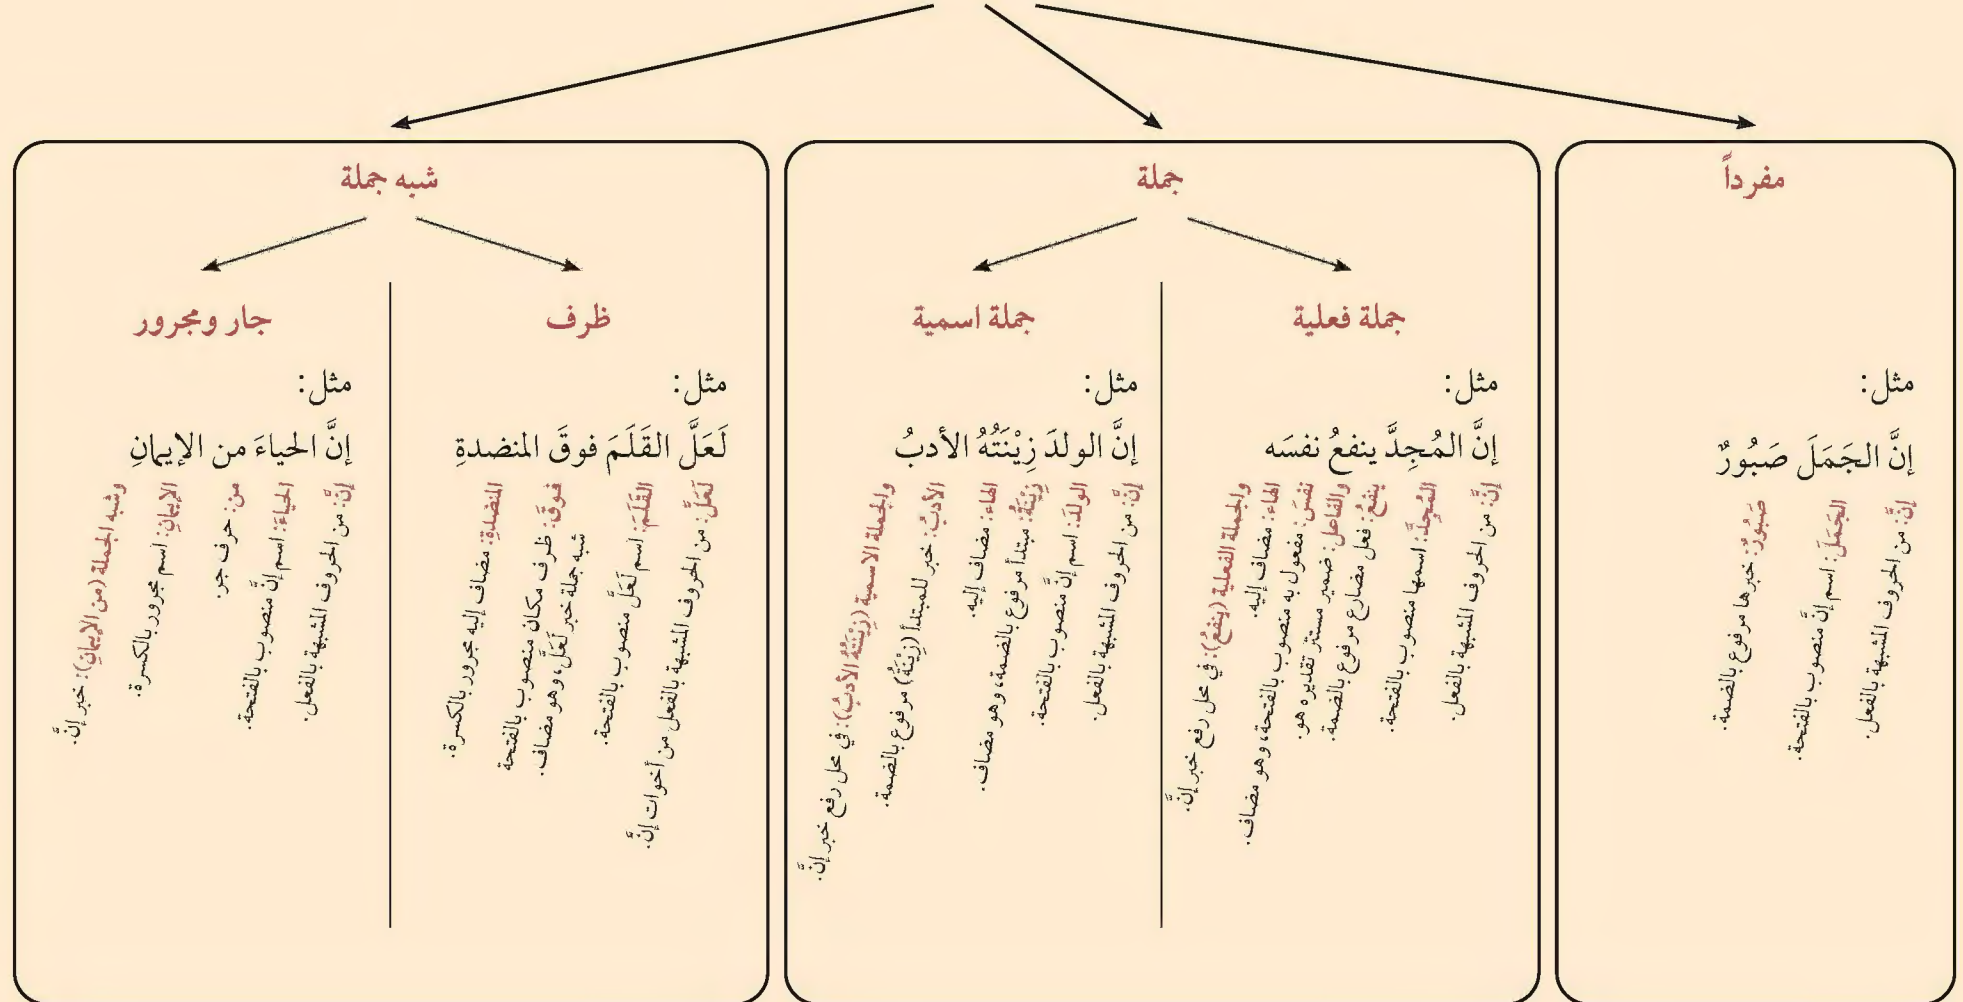 مفرداً
مثل:
إنَّ الجَمَلَ صَبُورٌ
إنَّ: من الحروف المشبهة بالفعل.
الجَمَلَ: اسم إنَّ منصوب بالفتحة.
صَبُورٌ: خبرها مرفوع بالضمة.
جملة
جملة فعلية
مثل:
إنَّ المُجِدَّ ينفعُ نفسَه
إنَّ: من الحروف المشبهة بالفعل.
المُجِدَّ: اسمها منصوب بالفتحة.
ينفعُ: فعل مضارع مرفوع بالضمة.
والفاعل: ضمير مستتر تقديره هو.
نفسَ: مفعول به منصوب بالفتحة، وهو مضاف.
الهاء: مضاف إليه.
والجملة الفعلية (ينفعُ): في محل رفع خبر إنَّ.
جملة اسمية
مثل:
إنَّ الولدَ زِيْنَتُهُ الأدبُ
إنَّ: من الحروف المشبهة بالفعل.
الولدَ: اسم إنَّ منصوب بالفتحة.
زِيْنَةُ: مبتدأ مرفوع بالضمة، وهو مضاف.
الهاء: مضاف إليه.
الأدبُ: خبر للمبتدأ (زِيْنَةُ) مرفوع بالضمة.
والجملة الاسمية (زِيْنَتُهُ الأدبُ): في محل رفع خبر إنَّ.
شبه جملة
ظرف
مثل:
لَعَلَّ القَلَمَ فوقَ المنضدةِ
لَعَلَّ: من الحروف المشبهة بالفعل من أخوات إنَّ.
القَلَمَ: اسم لَعَلَّ منصوب بالفتحة.
فوقَ: ظرف مكان منصوب بالفتحة
شبه جملة خبر لَعَلَّ، وهو مضاف.
المنضدةِ: مضاف إليه مجرور بالكسرة.
جار ومجرور
مثل:
إنَّ الحياءَ من الإيمانِ
إنَّ: من الحروف المشبهة بالفعل.
الحياءَ: اسم إنَّ منصوب بالفتحة.
من: حرف جر.
الإيمانِ: اسم مجرور بالكسرة.
وشبه الجملة (من الإيمانِ): خبر إنَّ.